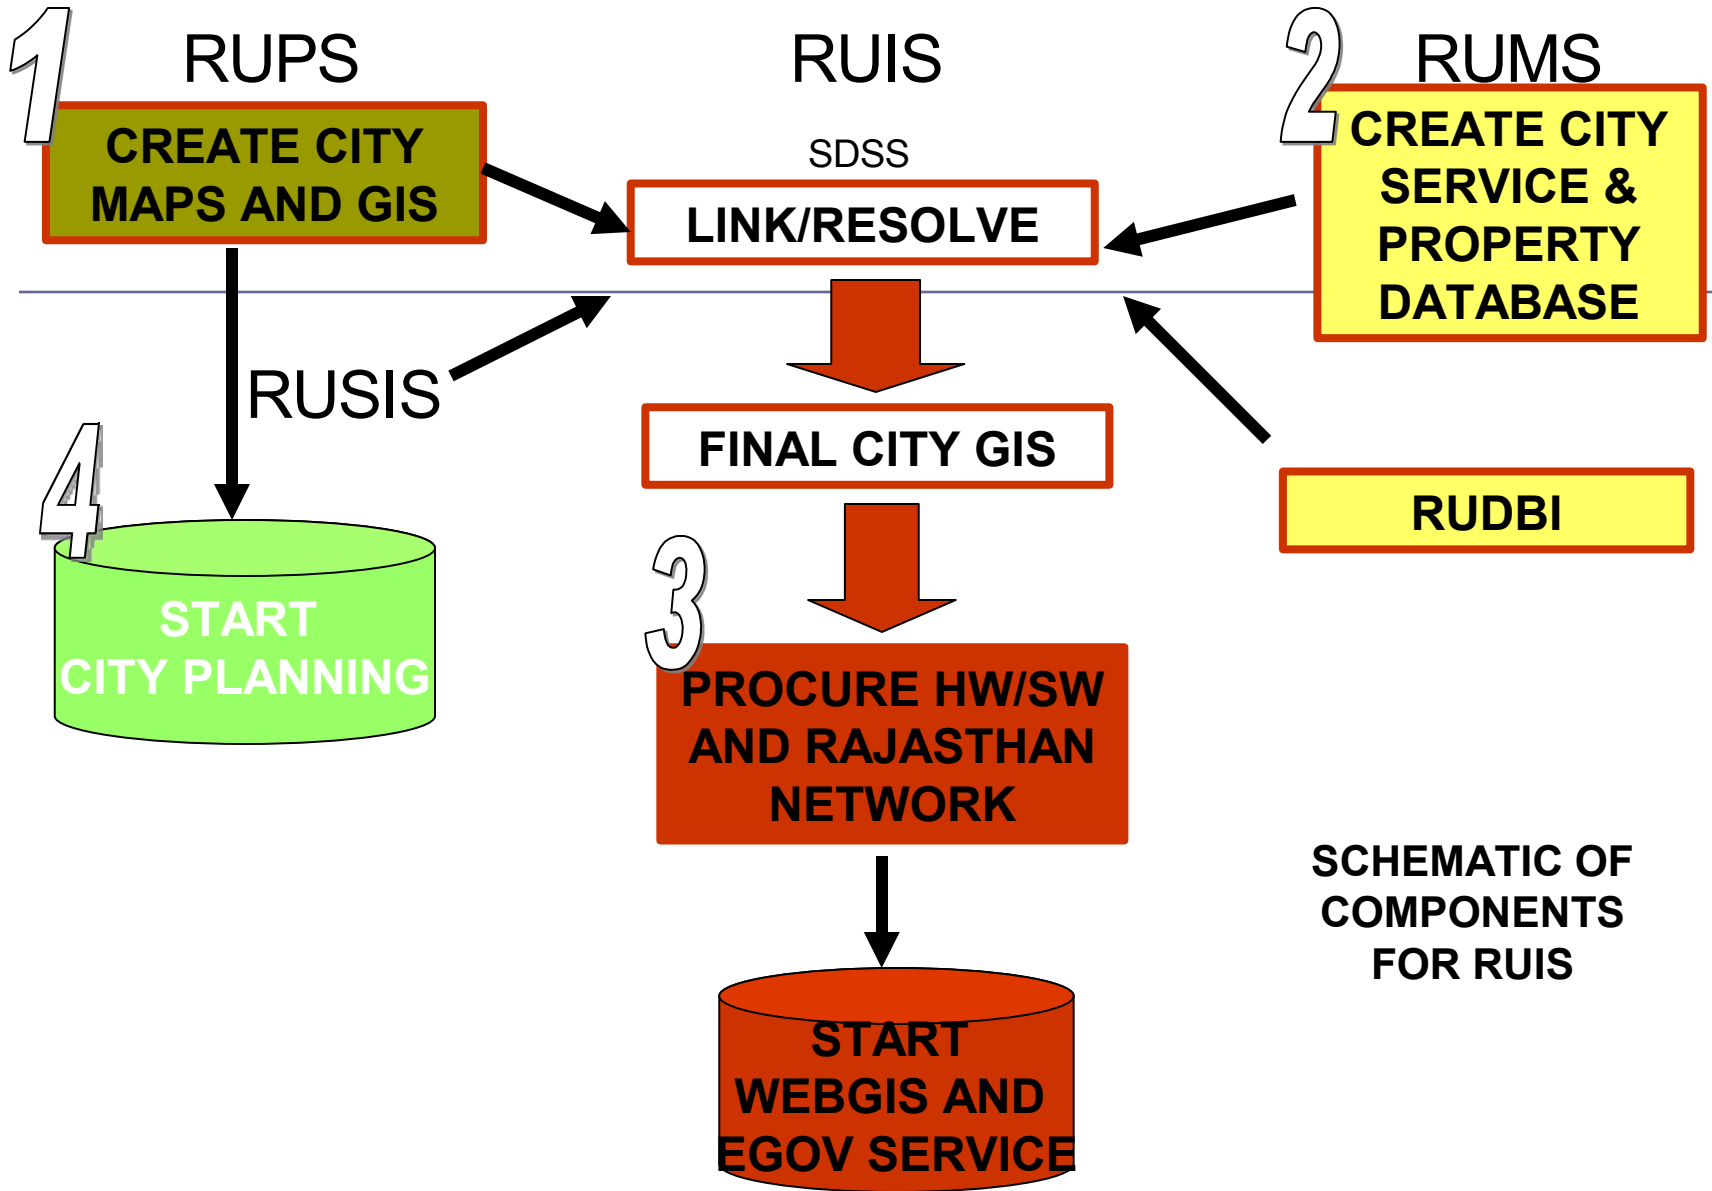 1
RUPS
CREATE CITY
MAPS AND GIS
RUIS
SDSS
LINK/RESOLVE
2
RUMS
CREATE CITY
SERVICE &
PROPERTY
DATABASE
RUSIS
FINAL CITY GIS
RUDBI
4
START
CITY PLANNING
3
PROCURE HW/SW
AND RAJASTHAN
NETWORK
SCHEMATIC OF
COMPONENTS
FOR RUIS
START
WEBGIS AND
EGOV SERVICE